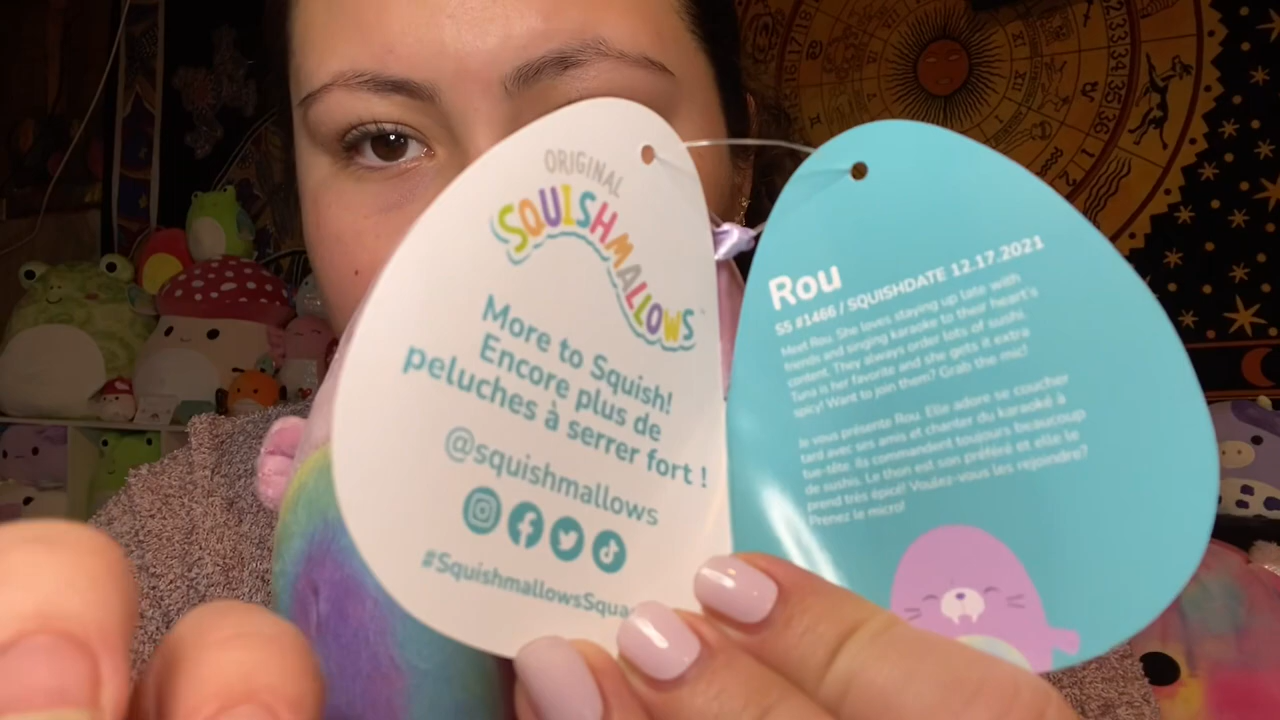 ORIGINAL
SQUISHMALLOWS
More to Squish!
Encore plus de
peluches à serrer fort !
@squishmallows
#SquishmallowsSqua
Rou
SS #1466 / SQUISHDATE 12.17.2021
Meet Rou. She loves staying up late with
friends and singing karaoke to their heart's
content. They always order lots of sushi.
Tuna is her favorite and she gets it extra
spicy! Want to join them? Grab the mic!
Je vous présente Rou. Elle adore se coucher
tard avec ses amis et chanter du karaoké à
tue-tête. Ils commandent toujours beaucoup
de sushis. Le thon est son préféré et elle le
prend très épicé! Voulez-vous les rejoindre?
Prenez le micro!